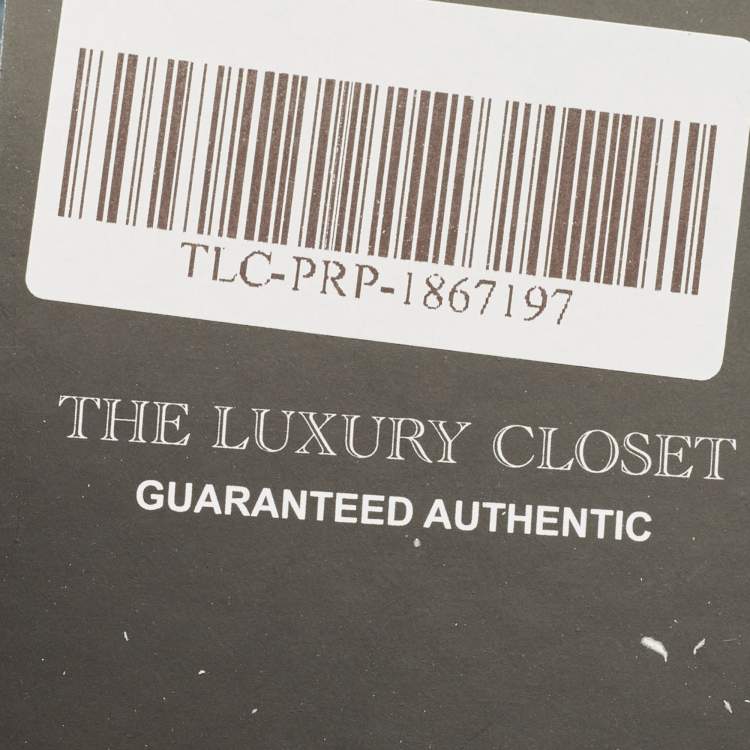 TLC-PRP-1867197
THE LUXURY CLOSET
GUARANTEED AUTHENTIC